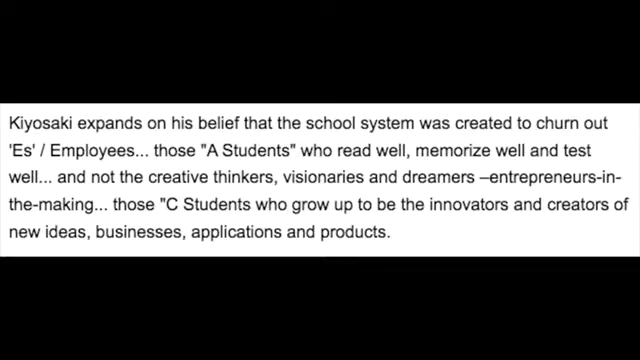 Kiyosaki expands on his belief that the school system was created to churn out
'Es' / Employees... those "A Students" who read well, memorize well and test
well... and not the creative thinkers, visionaries and dreamers –entrepreneurs-in-
the-making... those "C Students who grow up to be the innovators and creators of
new ideas, businesses, applications and products.